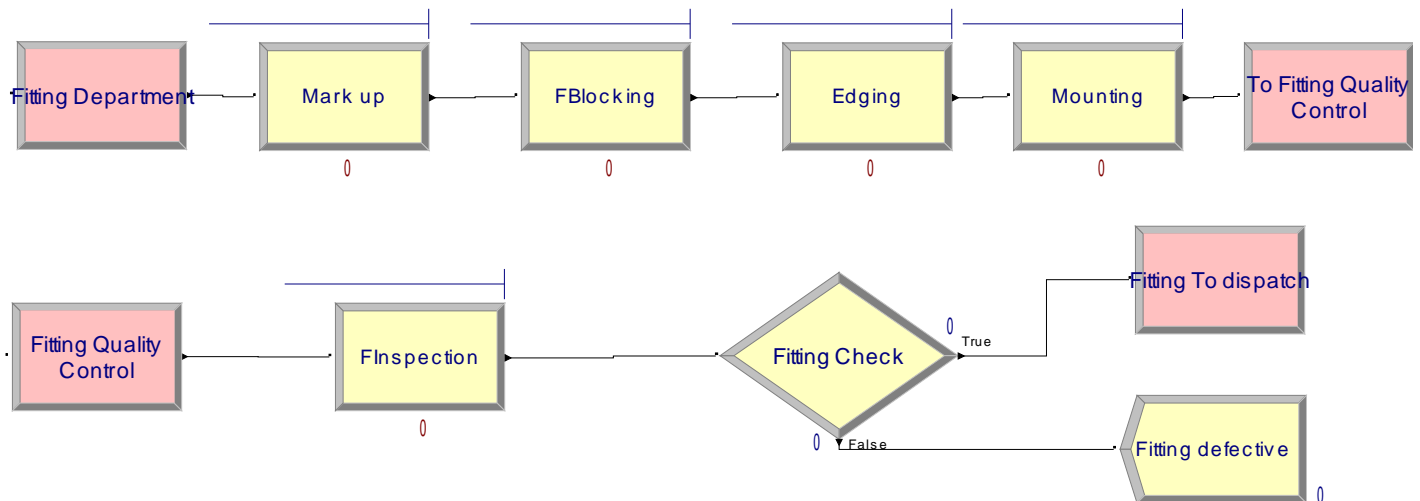 Fitting Department
Mark up
FBlocking
Edging
Mounting
To Fitting Quality
Control
0
0
0
0
Fitting To dispatch
Fitting Quality
Control
FInspection
0
Fitting Check
0
True
0
False
Fitting defective
0